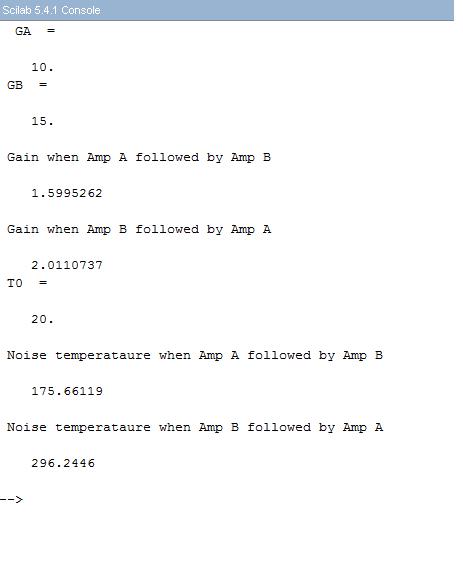 Scilab 5.4.1 Console
GA =
10.
GB =
15.
Gain when Amp A followed by Amp B
1.5995262
Gain when Amp B followed by Amp A
2.0110737
T0 =
20.
Noise temperataure when Amp A followed by Amp B
175.66119
Noise temperataure when Amp B followed by Amp A
296.2446
-->